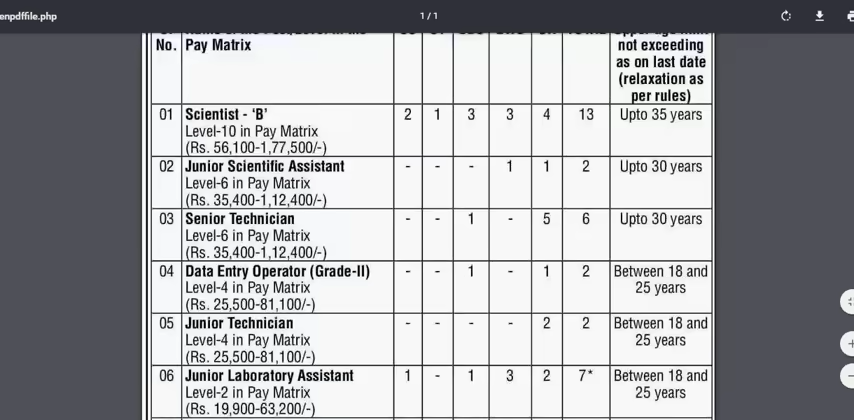 enpdffile.php
1 / 1
No. Pay Matrix
not exceeding
as on last date
(relaxation as
per rules)
01 Scientist - ‘B’ 2 1 3 3 4 13 Upto 35 years
Level-10 in Pay Matrix
(Rs. 56,100-1,77,500/-)
02 Junior Scientific Assistant - - - 1 1 2 Upto 30 years
Level-6 in Pay Matrix
(Rs. 35,400-1,12,400/-)
03 Senior Technician - - 1 - 5 6 Upto 30 years
Level-6 in Pay Matrix
(Rs. 35,400-1,12,400/-)
04 Data Entry Operator (Grade-II) - - 1 - 1 2 Between 18 and
Level-4 in Pay Matrix 25 years
(Rs. 25,500-81,100/-)
05 Junior Technician - - - - 2 2 Between 18 and
Level-4 in Pay Matrix 25 years
(Rs. 25,500-81,100/-)
06 Junior Laboratory Assistant 1 - 1 3 2 7* Between 18 and
Level-2 in Pay Matrix 25 years
(Rs. 19,900-63,200/-)